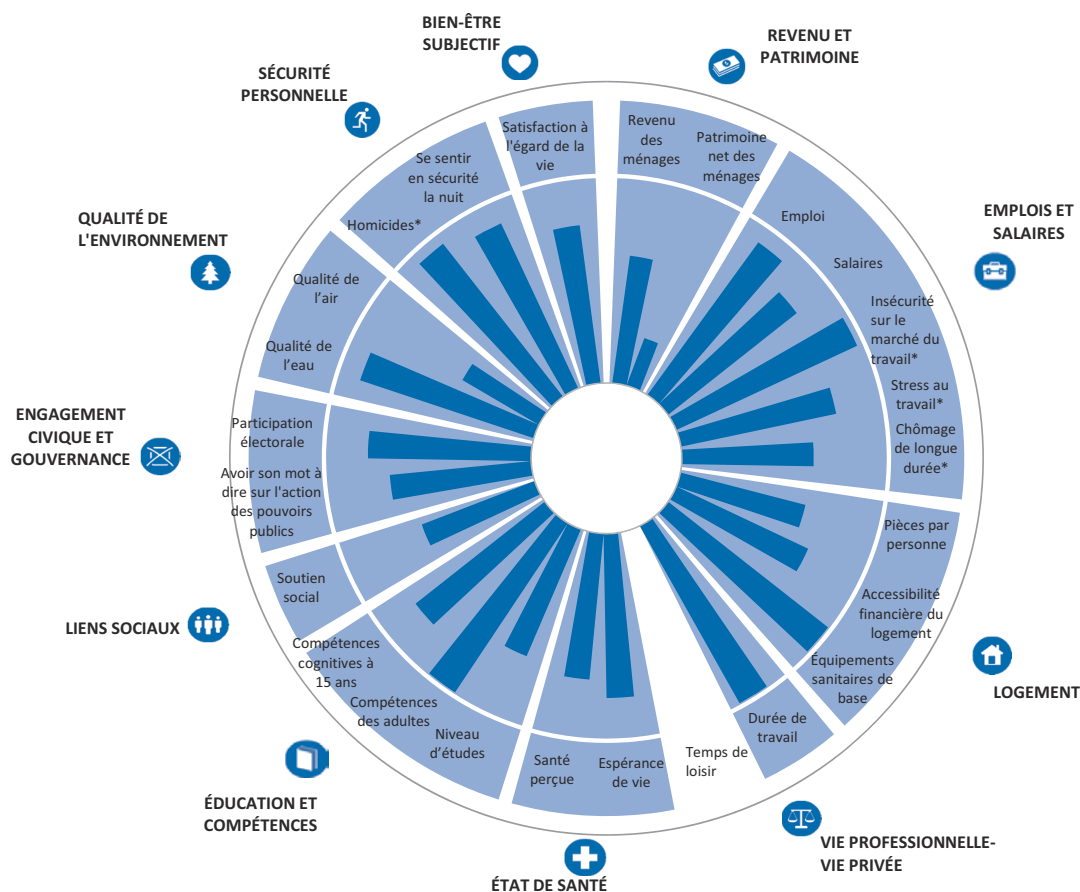 BIEN-ÊTRE
SUBJECTIF
REVENU ET
PATRIMOINE
SÉCURITÉ
PERSONNELLE
Satisfaction à
l'égard de la
vie
Revenu
des
ménages
Patrimoine
net des
ménages
Se sentir
en sécurité
la nuit
Homicides*
QUALITÉ DE
L'ENVIRONNEMENT
EMPLOIS ET
SALAIRES
Emploi
Salaires
Insécurité
sur le
marché du
travail*
Stress au
travail*
Chômage
de longue
durée*
Qualité de
l’air
Qualité de
l’eau
ENGAGEMENT
CIVIQUE ET
GOUVERNANCE
Participation
électorale
Avoir son mot à
dire sur l'action
des pouvoirs
publics
Pièces par
personne
Accessibilité
financière du
logement
Équipements
sanitaires de
base
LOGEMENT
LIENS SOCIAUX
Soutien
social
Compétences
cognitives à
15 ans
Compétences
des adultes
Niveau
d’études
ÉDUCATION ET
COMPÉTENCES
Santé
perçue
Espérance
de vie
Temps de
loisir
Durée de
travail
VIE PROFESSIONNELLE-
VIE PRIVÉE
ÉTAT DE SANTÉ